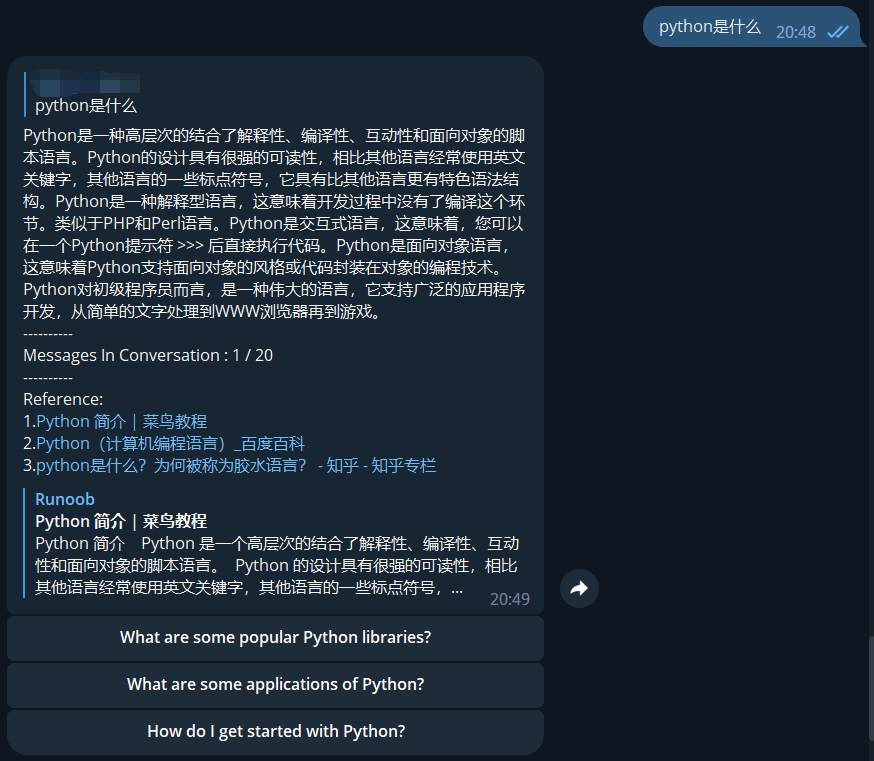 python是什么 20:48
python是什么
Python是一种高层次的结合了解释性、编译性、互动性和面向对象的脚
本语言。Python的设计具有很强的可读性，相比其他语言经常使用英文
关键字，其他语言的一些标点符号，它具有比其他语言更有特色语法结
构。Python是一种解释型语言，这意味着开发过程中没有了编译这个环
节。类似于PHP和Perl语言。Python是交互式语言，这意味着，您可以
在一个Python提示符 >>> 后直接执行代码。Python是面向对象语言，
这意味着Python支持面向对象的风格或代码封装在对象的编程技术。
Python对初级程序员而言，是一种伟大的语言，它支持广泛的应用程序
开发，从简单的文字处理到WWW浏览器再到游戏。
----------
Messages In Conversation : 1 / 20
----------
Reference:
1.Python 简介 | 菜鸟教程
2.Python（计算机编程语言）_百度百科
3.python是什么？为何被称为胶水语言？ - 知乎 - 知乎专栏
Runoob
Python 简介 | 菜鸟教程
Python 简介　Python 是一个高层次的结合了解释性、编译性、互动
性和面向对象的脚本语言。 Python 的设计具有很强的可读性，相比
其他语言经常使用英文关键字，其他语言的一些标点符号，...
20:49
What are some popular Python libraries?
What are some applications of Python?
How do I get started with Python?